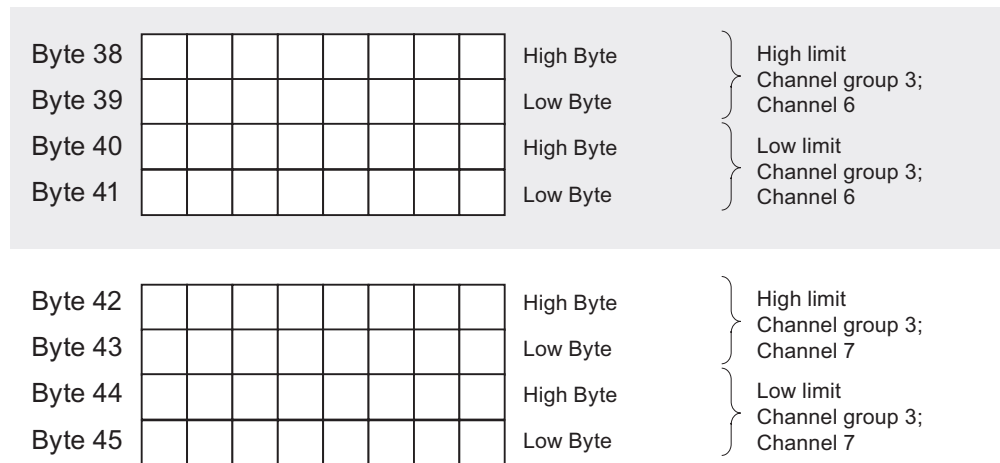 Byte 38 High Byte High limit
Channel group 3;
Byte 39 Low Byte Channel 6
Byte 40 High Byte Low limit
Channel group 3;
Byte 41 Low Byte Channel 6
Byte 42 High Byte High limit
Channel group 3;
Byte 43 Low Byte Channel 7
Byte 44 High Byte Low limit
Channel group 3;
Byte 45 Low Byte Channel 7